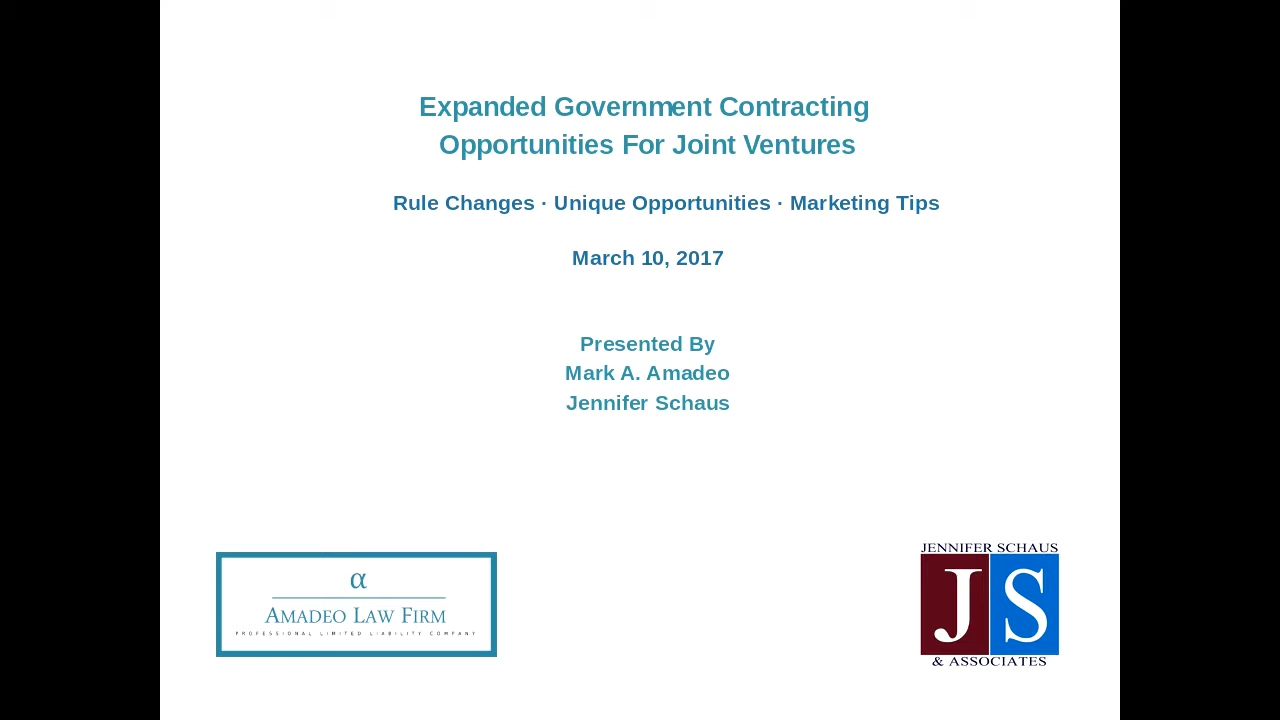 Expanded Government Contracting
Opportunities For Joint Ventures
Rule Changes · Unique Opportunities · Marketing Tips
March 10, 2017
Presented By
Mark A. Amadeo
Jennifer Schaus
α
AMADEO LAW FIRM
PROFESSIONAL LIMITED LIABILITY COMPANY
JENNIFER SCHAUS
JS
& ASSOCIATES